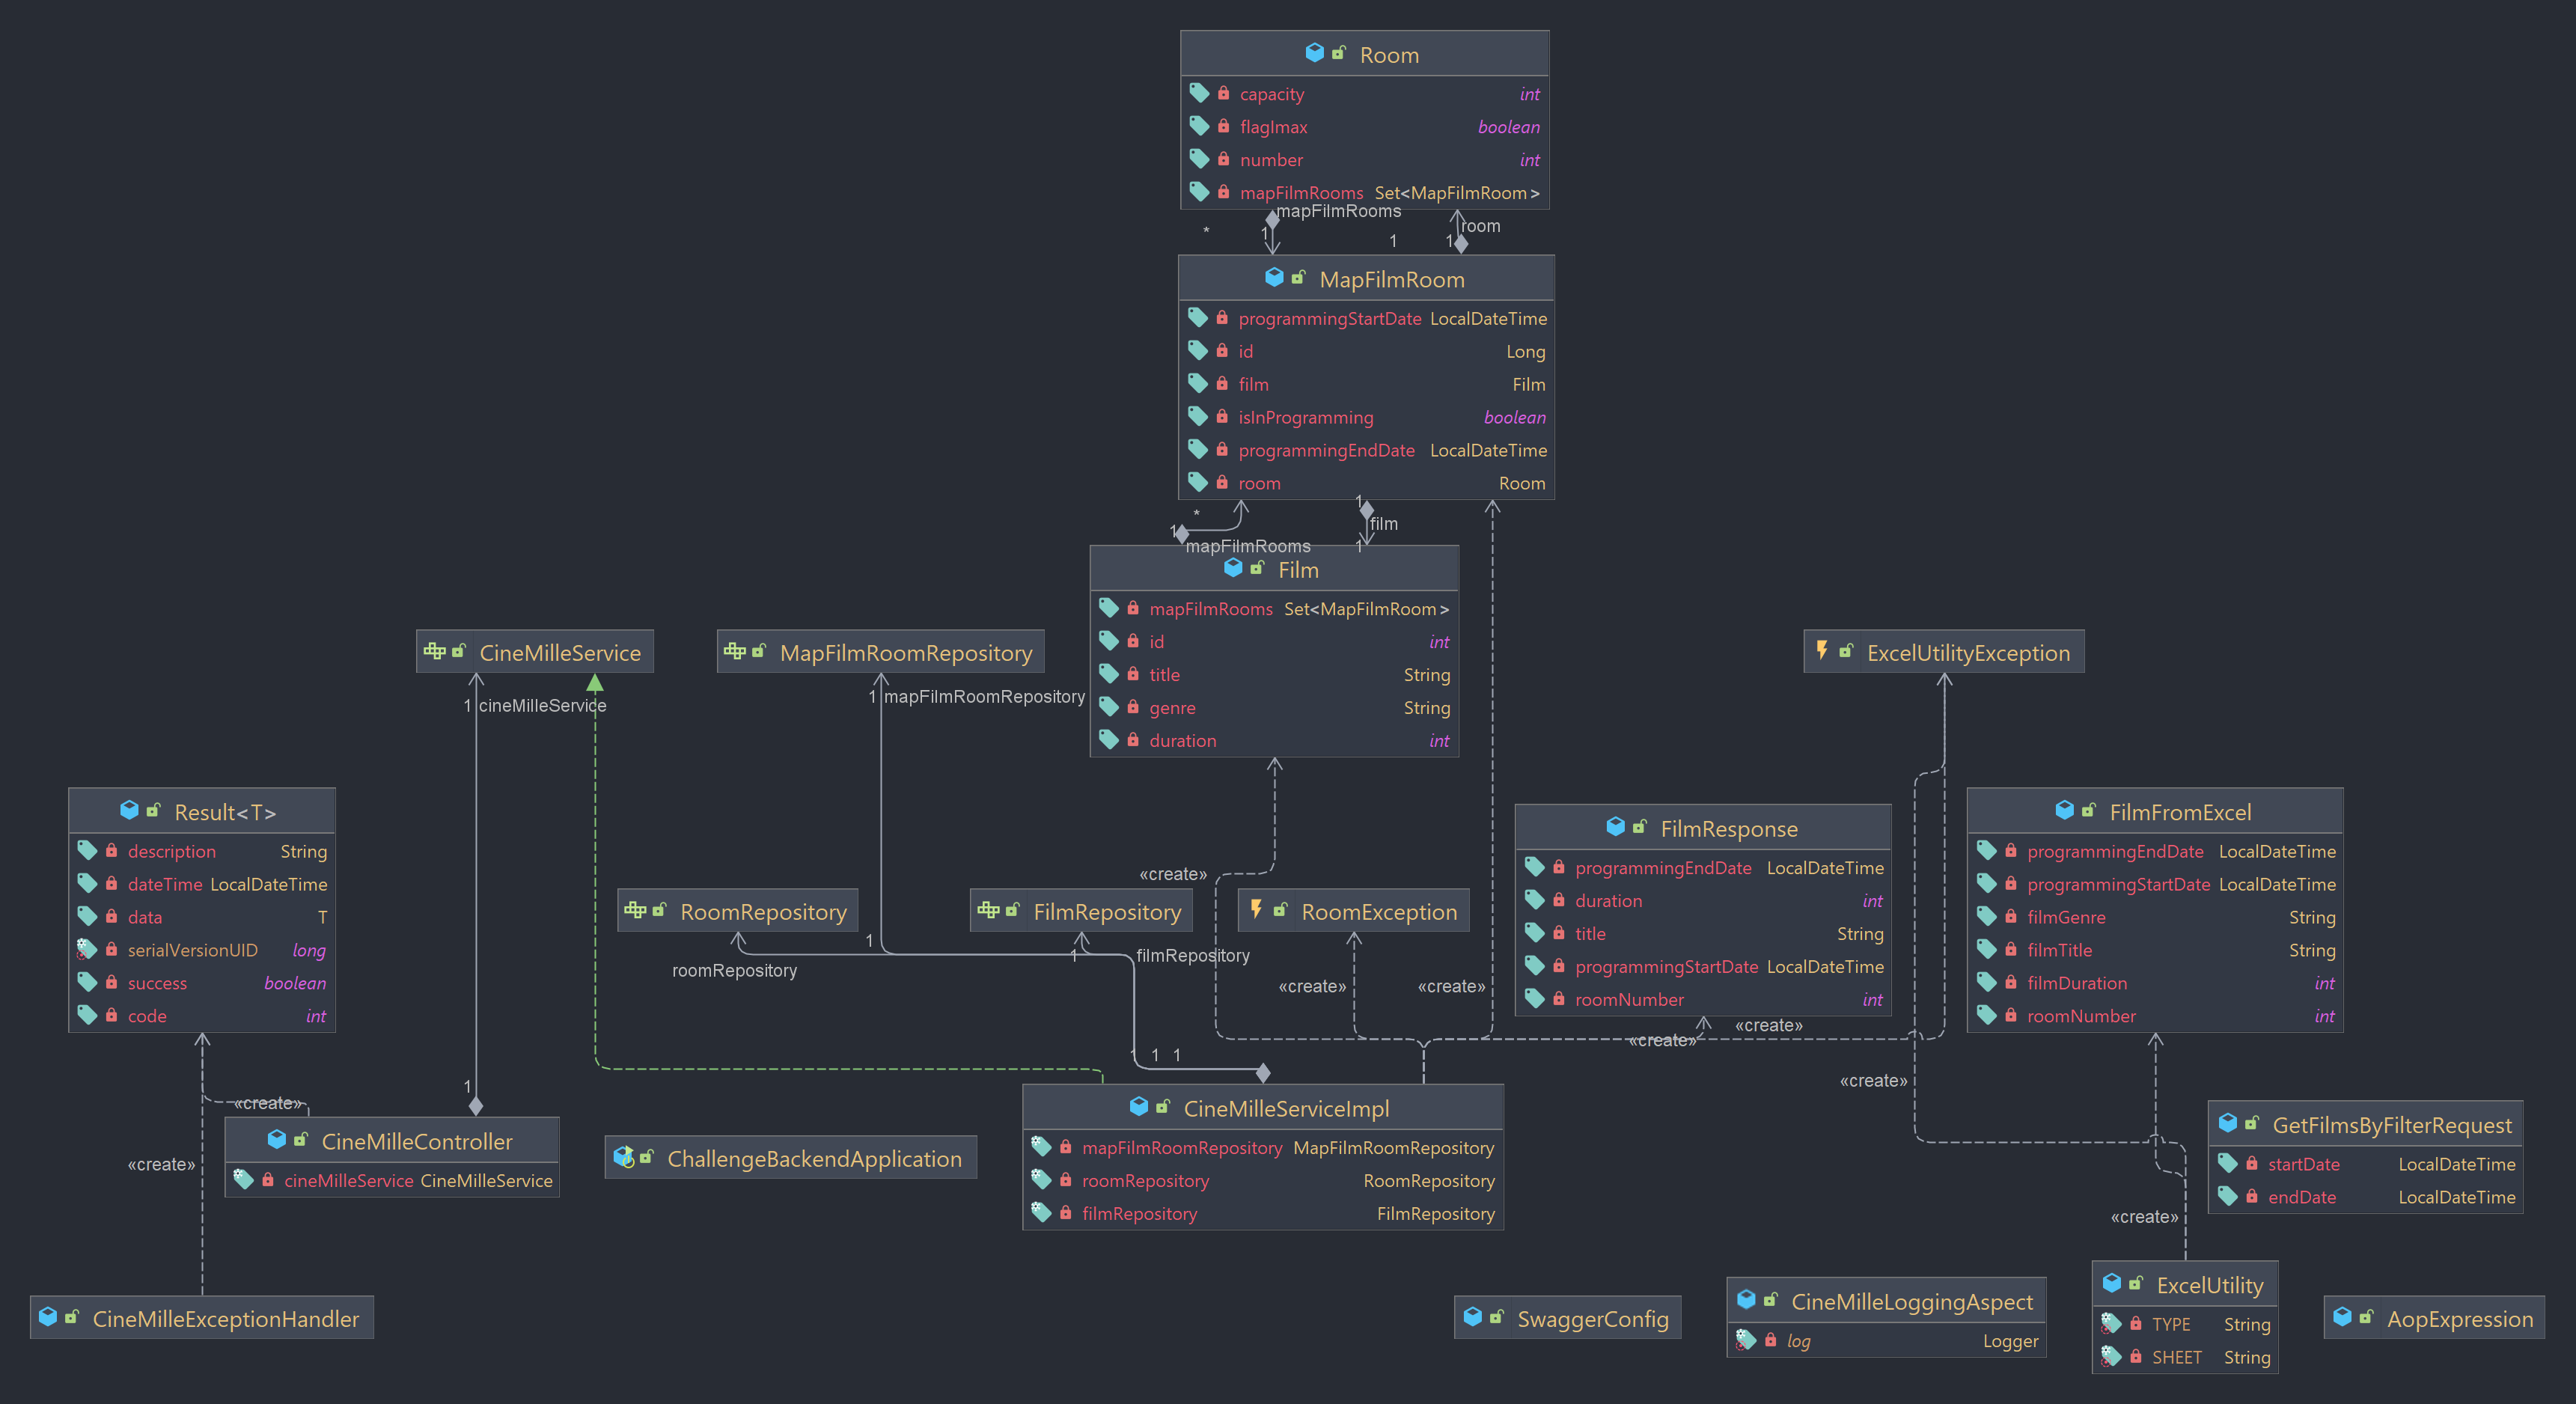 Room
capacity int
flagImax boolean
number int
mapFilmRooms Set<MapFilmRoom>
mapFilmRooms
* 1 1 1 room
MapFilmRoom
programmingStartDate LocalDateTime
id Long
film Film
isInProgramming boolean
programmingEndDate LocalDateTime
room Room
* 1 film
1 mapFilmRooms 1
1
Film
mapFilmRooms Set<MapFilmRoom>
id int
title String
genre String
duration int
CineMilleService
1 cineMilleService
MapFilmRoomRepository
1 mapFilmRoomRepository
ExcelUtilityException
Result<T>
description String
dateTime LocalDateTime
data T
serialVersionUID long
success boolean
code int
RoomRepository
roomRepository
1
FilmRepository
1 filmRepository
«create»
RoomException
«create»
«create»
FilmResponse
programmingEndDate LocalDateTime
duration int
title String
programmingStartDate LocalDateTime
roomNumber int
«create»
«create»
FilmFromExcel
programmingEndDate LocalDateTime
programmingStartDate LocalDateTime
filmGenre String
filmTitle String
filmDuration int
roomNumber int
«create»
1
«create»
CineMilleController
cineMilleService CineMilleService
«create»
CineMilleExceptionHandler
ChallengeBackendApplication
1 1 1
CineMilleServiceImpl
mapFilmRoomRepository MapFilmRoomRepository
roomRepository RoomRepository
filmRepository FilmRepository
GetFilmsByFilterRequest
startDate LocalDateTime
endDate LocalDateTime
«create»
SwaggerConfig
CineMilleLoggingAspect
log Logger
ExcelUtility
TYPE String
SHEET String
AopExpression